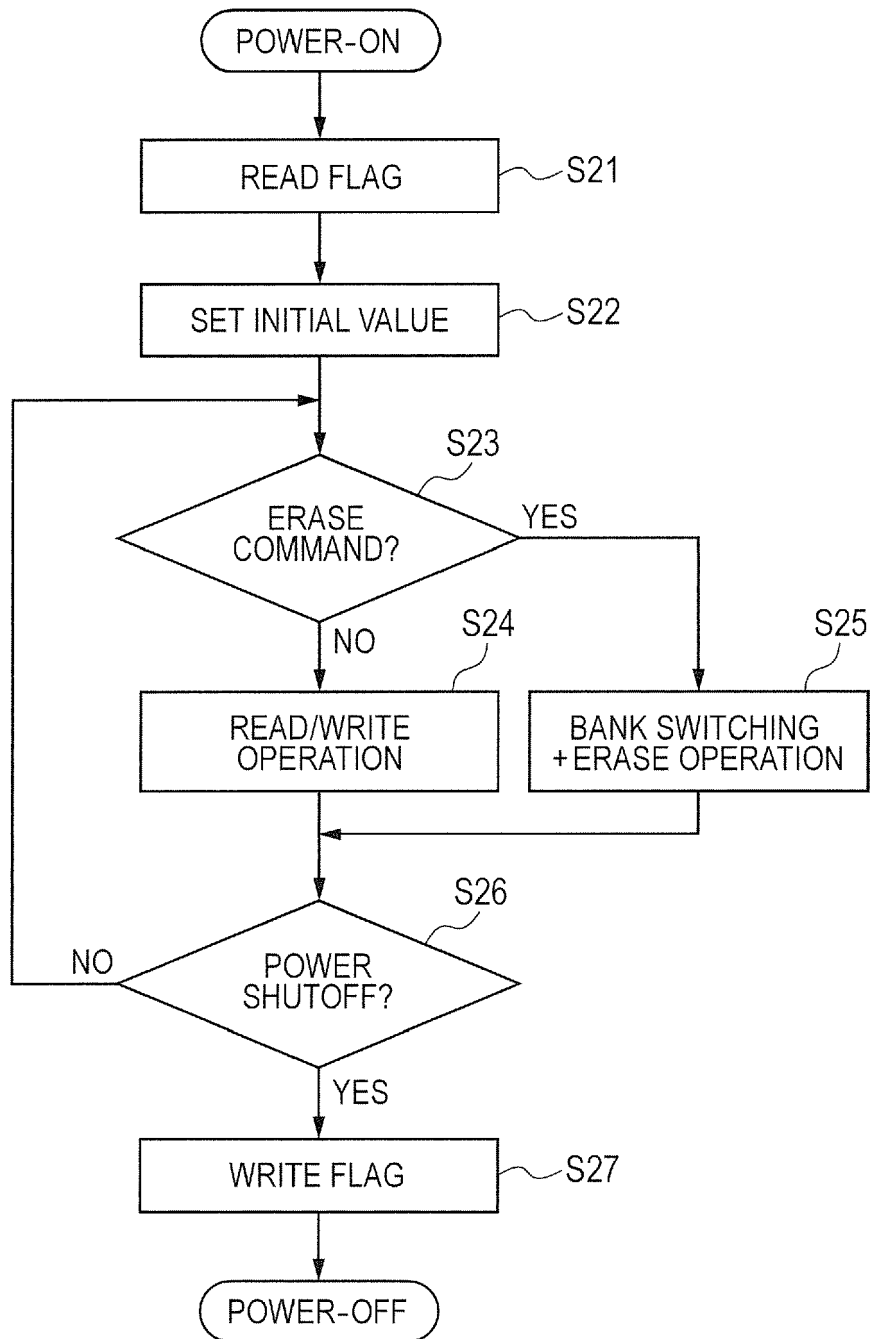 POWER-ON
READ FLAG
S21
SET INITIAL VALUE
S22
S23
ERASE
COMMAND?
YES
NO
S24
S25
READ/WRITE
OPERATION
BANK SWITCHING
+ERASE OPERATION
S26
NO
POWER
SHUTOFF?
YES
WRITE FLAG
S27
POWER-OFF